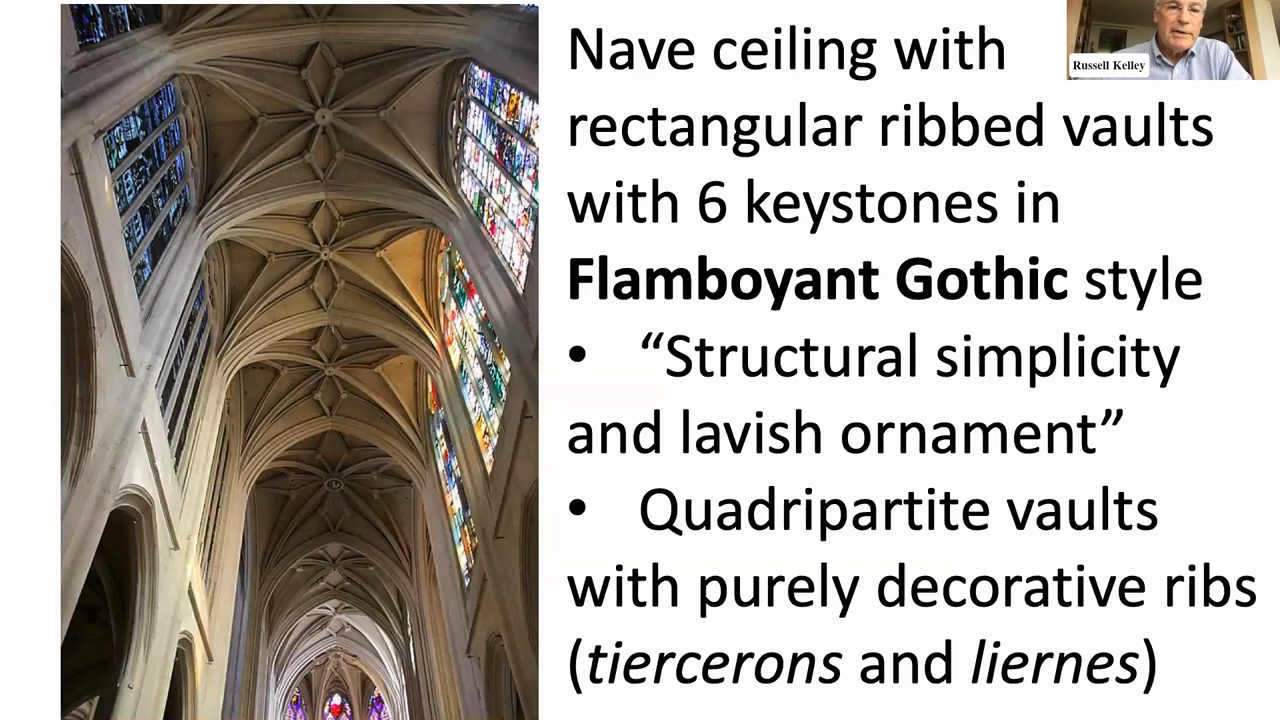 Nave ceiling with
Russell Kelley
rectangular ribbed vaults
with 6 keystones in
Flamboyant Gothic style
• “Structural simplicity
and lavish ornament”
• Quadripartite vaults
with purely decorative ribs
(tiercerons and liernes)